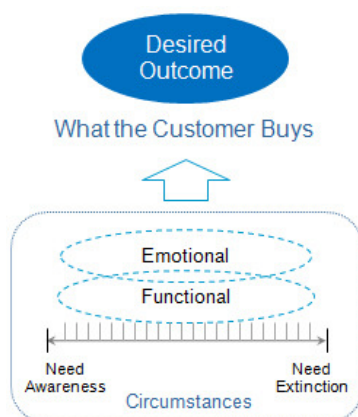 Desired
Outcome
What the Customer Buys
Emotional
Functional
Need
Awareness
Need
Extinction
Circumstances